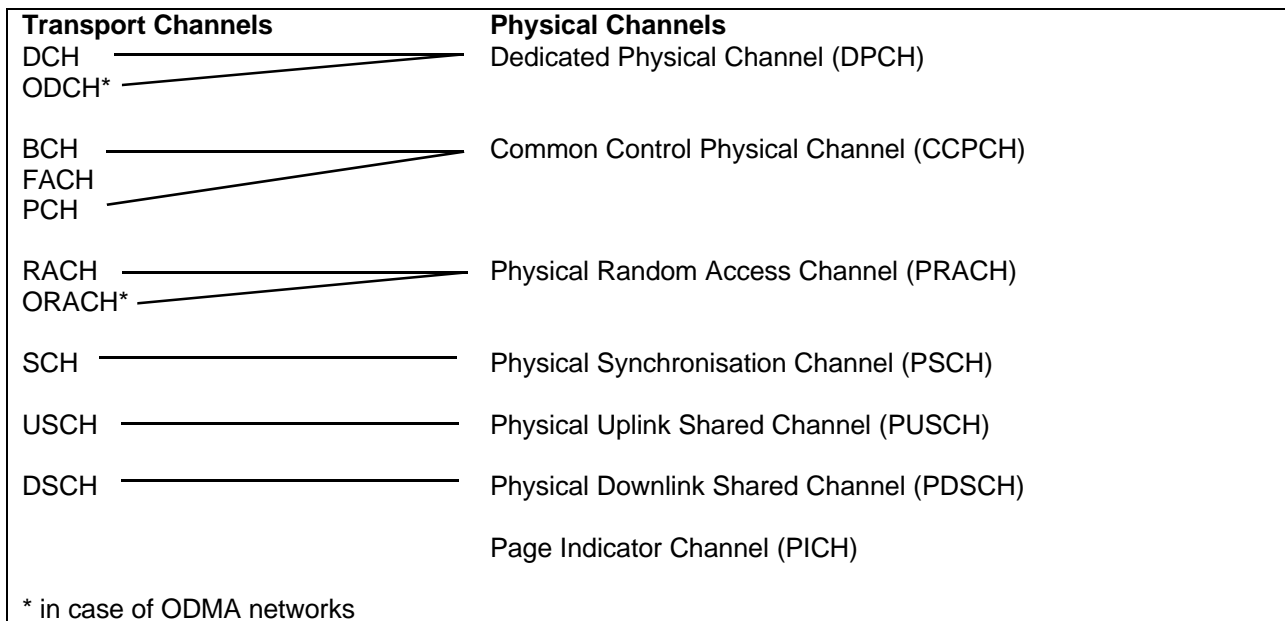 Transport Channels Physical Channels
DCH Dedicated Physical Channel (DPCH)
ODCH*
BCH Common Control Physical Channel (CCPCH)
FACH
PCH
RACH Physical Random Access Channel (PRACH)
ORACH*
SCH Physical Synchronisation Channel (PSCH)
USCH Physical Uplink Shared Channel (PUSCH)
DSCH Physical Downlink Shared Channel (PDSCH)
Page Indicator Channel (PICH)
* in case of ODMA networks